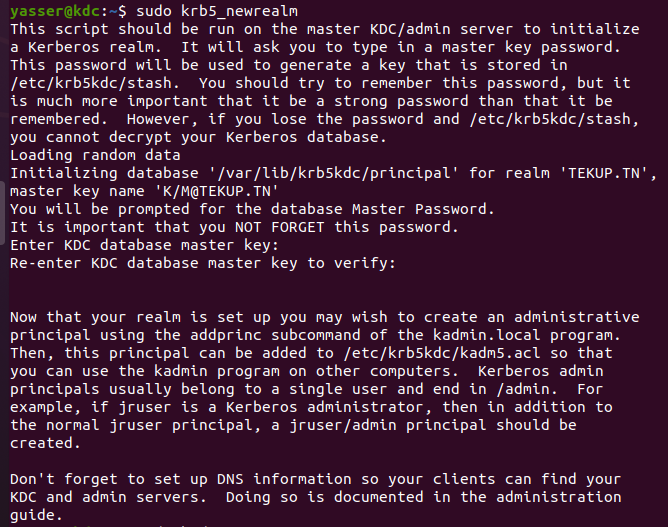 yasser@kdc:~$ sudo krb5_newrealm
This script should be run on the master KDC/admin server to initialize
a Kerberos realm.  It will ask you to type in a master key password.
This password will be used to generate a key that is stored in
/etc/krb5kdc/stash.  You should try to remember this password, but it
is much more important that it be a strong password than that it be
remembered.  However, if you lose the password and /etc/krb5kdc/stash,
you cannot decrypt your Kerberos database.
Loading random data
Initializing database '/var/lib/krb5kdc/principal' for realm 'TEKUP.TN',
master key name 'K/M@TEKUP.TN'
You will be prompted for the database Master Password.
It is important that you NOT FORGET this password.
Enter KDC database master key:
Re-enter KDC database master key to verify:
Now that your realm is set up you may wish to create an administrative
principal using the addprinc subcommand of the kadmin.local program.
Then, this principal can be added to /etc/krb5kdc/kadm5.acl so that
you can use the kadmin program on other computers.  Kerberos admin
principals usually belong to a single user and end in /admin.  For
example, if jruser is a Kerberos administrator, then in addition to
the normal jruser principal, a jruser/admin principal should be
created.
Don't forget to set up DNS information so your clients can find your
KDC and admin servers.  Doing so is documented in the administration
guide.